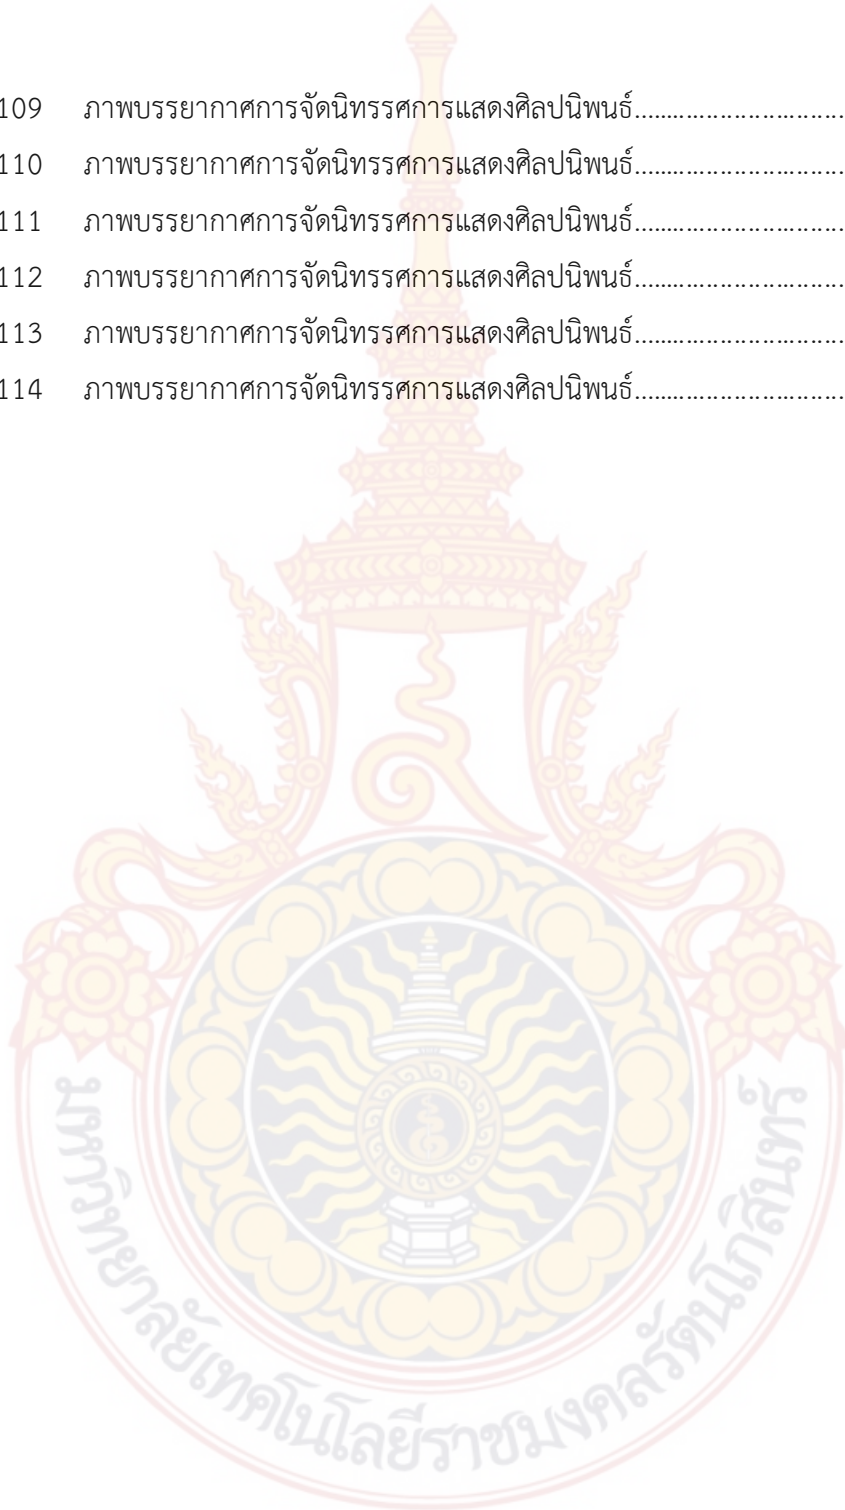 109 ภาพบรรยากาศการจัดนิทรรศการแสดงศิลปนิพนธ์................................
110 ภาพบรรยากาศการจัดนิทรรศการแสดงศิลปนิพนธ์................................
111 ภาพบรรยากาศการจัดนิทรรศการแสดงศิลปนิพนธ์................................
112 ภาพบรรยากาศการจัดนิทรรศการแสดงศิลปนิพนธ์................................
113 ภาพบรรยากาศการจัดนิทรรศการแสดงศิลปนิพนธ์................................
114 ภาพบรรยากาศการจัดนิทรรศการแสดงศิลปนิพนธ์................................
มหาวิทยาลัยเทคโนโลยีราชมงคลรัตนโกสินทร์